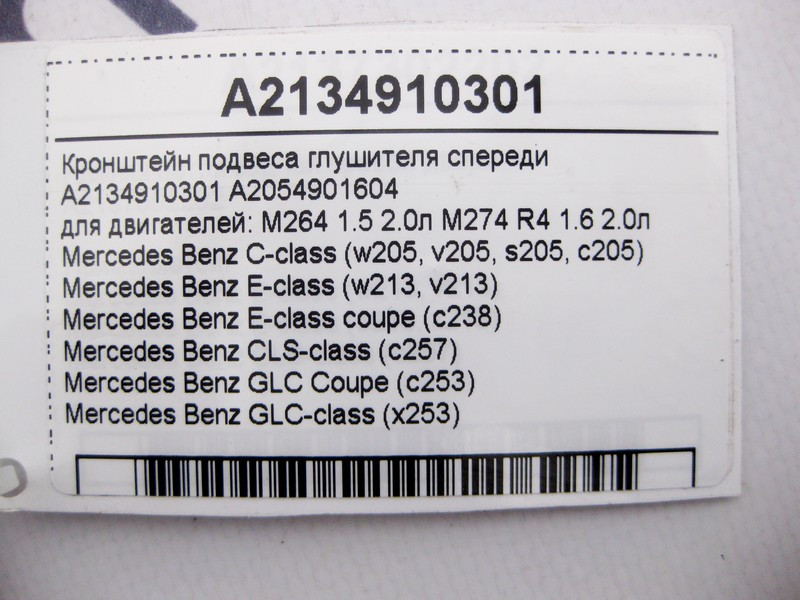 A2134910301
Кронштейн подвеса глушителя спереди
A2134910301 A2054901604
для двигателей: M264 1.5 2.0л M274 R4 1.6 2.0л
Mercedes Benz C-class (w205, v205, s205, c205)
Mercedes Benz E-class (w213, v213)
Mercedes Benz E-class coupe (c238)
Mercedes Benz CLS-class (c257)
Mercedes Benz GLC Coupe (c253)
Mercedes Benz GLC-class (x253)